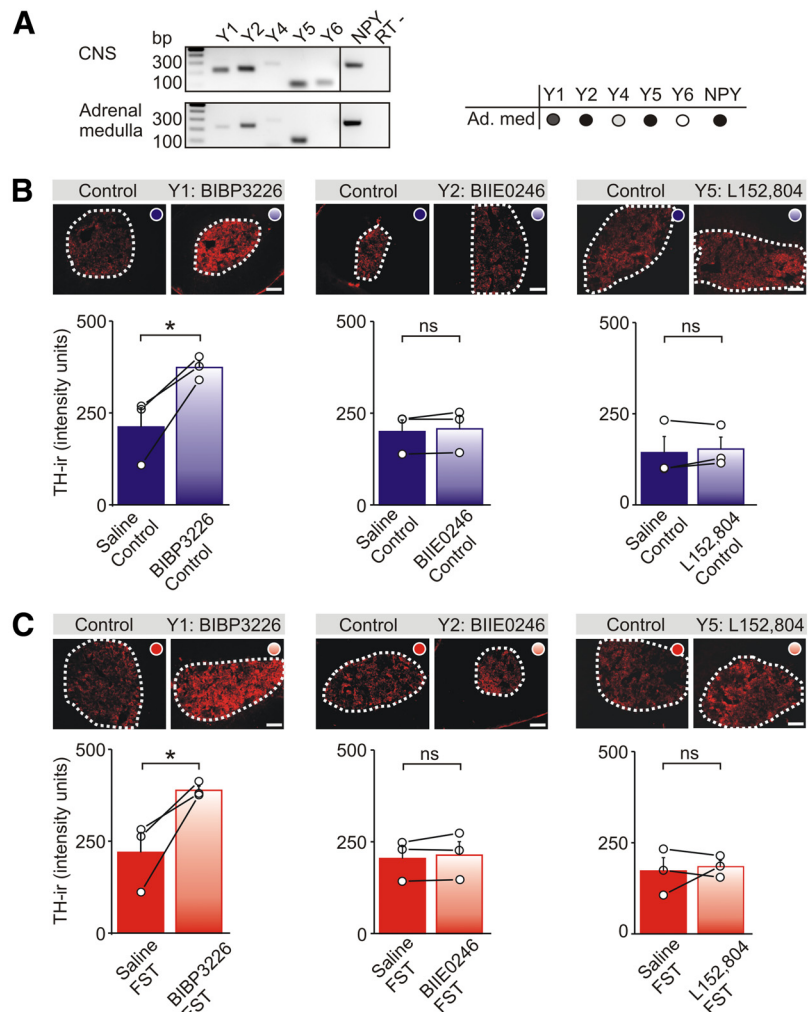 A
bp
Y1 Y2 Y4 Y5 Y6 NPY RT -
CNS
300
100
Adrenal
medulla
300
100
Y1 Y2 Y4 Y5 Y6 NPY
Ad. med
B
Control Y1: BIBP3226
Control Y2: BIIE0246
Control Y5: L152,804
TH-ir (intensity units)
500
250
0
*
Saline
Control
BIBP3226
Control
500
250
0
ns
Saline
Control
BIIE0246
Control
500
250
0
ns
Saline
Control
L152,804
Control
C
Control Y1: BIBP3226
Control Y2: BIIE0246
Control Y5: L152,804
TH-ir (intensity units)
500
250
0
*
Saline
FST
BIBP3226
FST
500
250
0
ns
Saline
FST
BIIE0246
FST
500
250
0
ns
Saline
FST
L152,804
FST